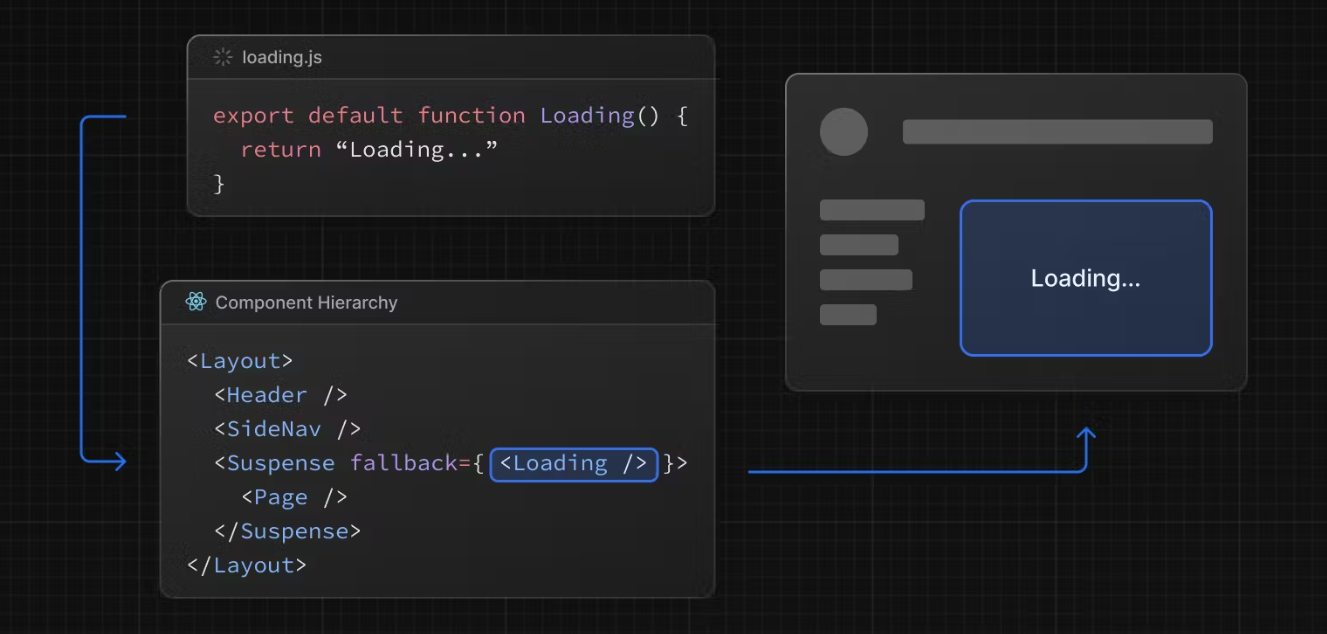 loading.js
export default function Loading() {
  return “Loading...”
}
Component Hierarchy
<Layout>
  <Header />
  <SideNav />
  <Suspense fallback={<Loading />}>
    <Page />
  </Suspense>
</Layout>
Loading...